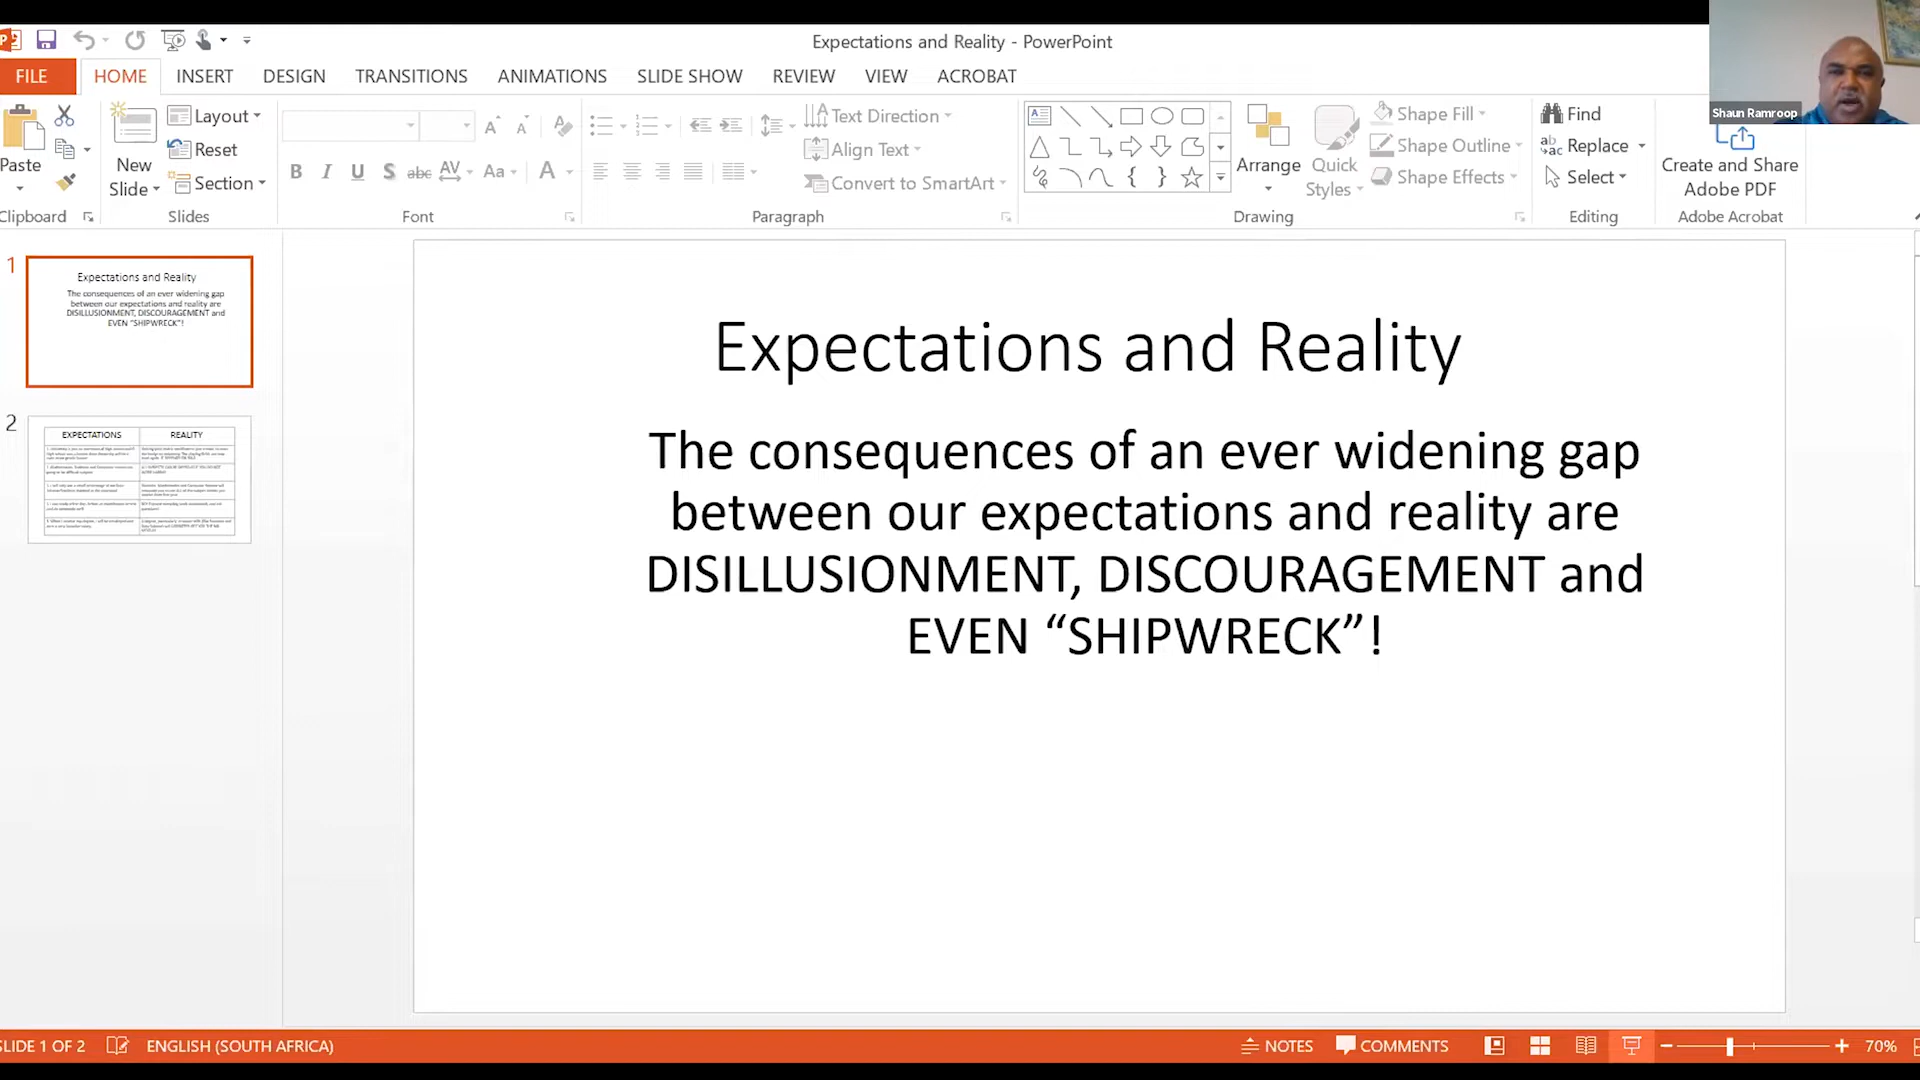 Expectations and Reality - PowerPoint
FILE HOME INSERT DESIGN TRANSITIONS ANIMATIONS SLIDE SHOW REVIEW VIEW ACROBAT
Shaun Ramroop
Paste
Clipboard
New
Slide
Layout
Reset
Section
Slides
B I U S abc AV Aa A
Font
Text Direction
Align Text
Convert to SmartArt
Paragraph
Arrange
Quick
Styles
Shape Fill
Shape Outline
Shape Effects
Drawing
Find
Replace
Select
Editing
Create and Share
Adobe PDF
Adobe Acrobat
1
Expectations and Reality
The consequences of an ever widening gap
between our expectations and reality are
DISILLUSIONMENT, DISCOURAGEMENT and
EVEN “SHIPWRECK”!
2
EXPECTATIONS REALITY
Expectations and Reality
The consequences of an ever widening gap
between our expectations and reality are
DISILLUSIONMENT, DISCOURAGEMENT and
EVEN “SHIPWRECK”!
SLIDE 1 OF 2 ENGLISH (SOUTH AFRICA) NOTES COMMENTS 70%